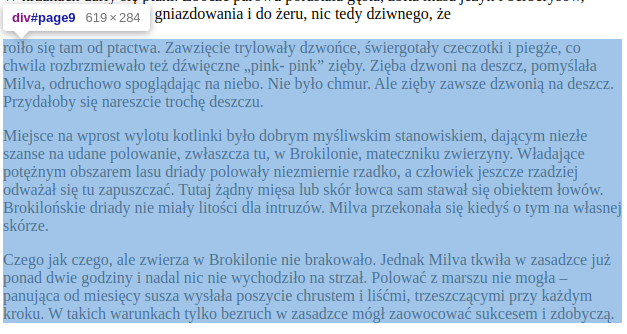 div#page9 619 × 284
gniazdowania i do żeru, nic tedy dziwnego, że
roiło się tam od ptactwa. Zawzięcie trylowały dzwońce, świergotały czeczotki i piegże, co
chwila rozbrzmiewało też dźwięczne „pink- pink” zięby. Zięba dzwoni na deszcz, pomyślała
Milva, odruchowo spoglądając na niebo. Nie było chmur. Ale zięby zawsze dzwonią na deszcz.
Przydałoby się nareszcie trochę deszczu.
Miejsce na wprost wylotu kotlinki było dobrym myśliwskim stanowiskiem, dającym niezłe
szanse na udane polowanie, zwłaszcza tu, w Brokilonie, mateczniku zwierzyny. Władające
potężnym obszarem lasu driady polowały niezmiernie rzadko, a człowiek jeszcze rzadziej
odważał się tu zapuszczać. Tutaj żądny mięsa lub skór łowca sam stawał się obiektem łowów.
Brokilońskie driady nie miały litości dla intruzów. Milva przekonała się kiedyś o tym na własnej
skórze.
Czego jak czego, ale zwierza w Brokilonie nie brakowało. Jednak Milva tkwiła w zasadzce już
ponad dwie godziny i nadal nic nie wychodziło na strzał. Polować z marszu nie mogła –
panująca od miesięcy susza wysłała poszycie chrustem i liśćmi, trzeszczącymi przy każdym
kroku. W takich warunkach tylko bezruch w zasadzce mógł zaowocować sukcesem i zdobyczą.